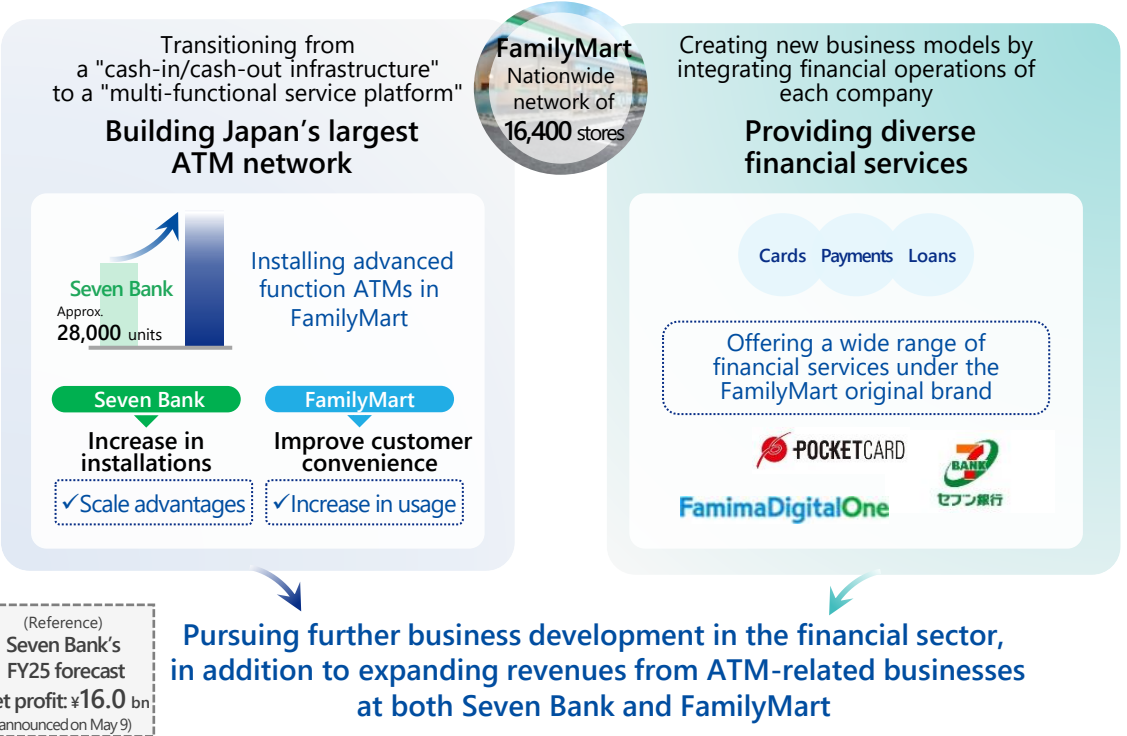 Transitioning from
a "cash-in/cash-out infrastructure"
to a "multi-functional service platform"
Building Japan's largest
ATM network
FamilyMart
Nationwide
network of
16,400 stores
Creating new business models by
integrating financial operations of
each company
Providing diverse
financial services
Seven Bank
Approx.
28,000 units
Installing advanced
function ATMs in
FamilyMart
Seven Bank
Increase in
installations
✓Scale advantages
FamilyMart
Improve customer
convenience
✓Increase in usage
Cards Payments Loans
Offering a wide range of
financial services under the
FamilyMart original brand
POCKETCARD
7
BANK
セブン銀行
FamimaDigitalOne
(Reference)
Seven Bank's
FY25 forecast
et profit: ¥16.0 bn
announced on May 9)
Pursuing further business development in the financial sector,
in addition to expanding revenues from ATM-related businesses
at both Seven Bank and FamilyMart